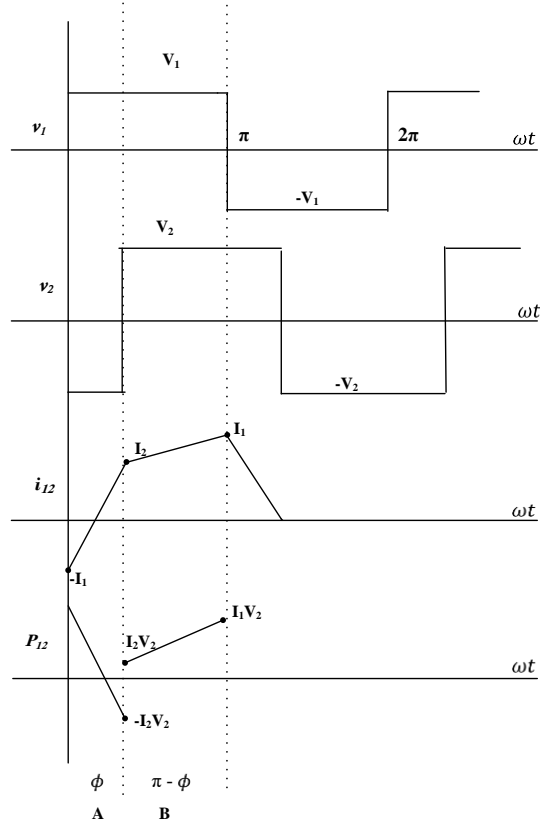 V₁
v₁
π
2π
ωt
-V₁
V₂
v₂
ωt
-V₂
I₁
I₂
i₁₂
ωt
-I₁
I₁V₂
I₂V₂
P₁₂
ωt
-I₂V₂
ϕ
π - ϕ
A
B